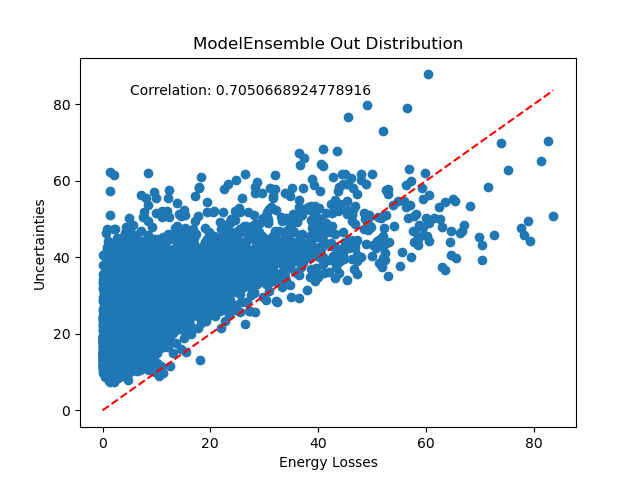 ModelEnsemble Out Distribution
Correlation: 0.7050668924778916
80
60
40
20
0
Uncertainties
0 20 40 60 80
Energy Losses